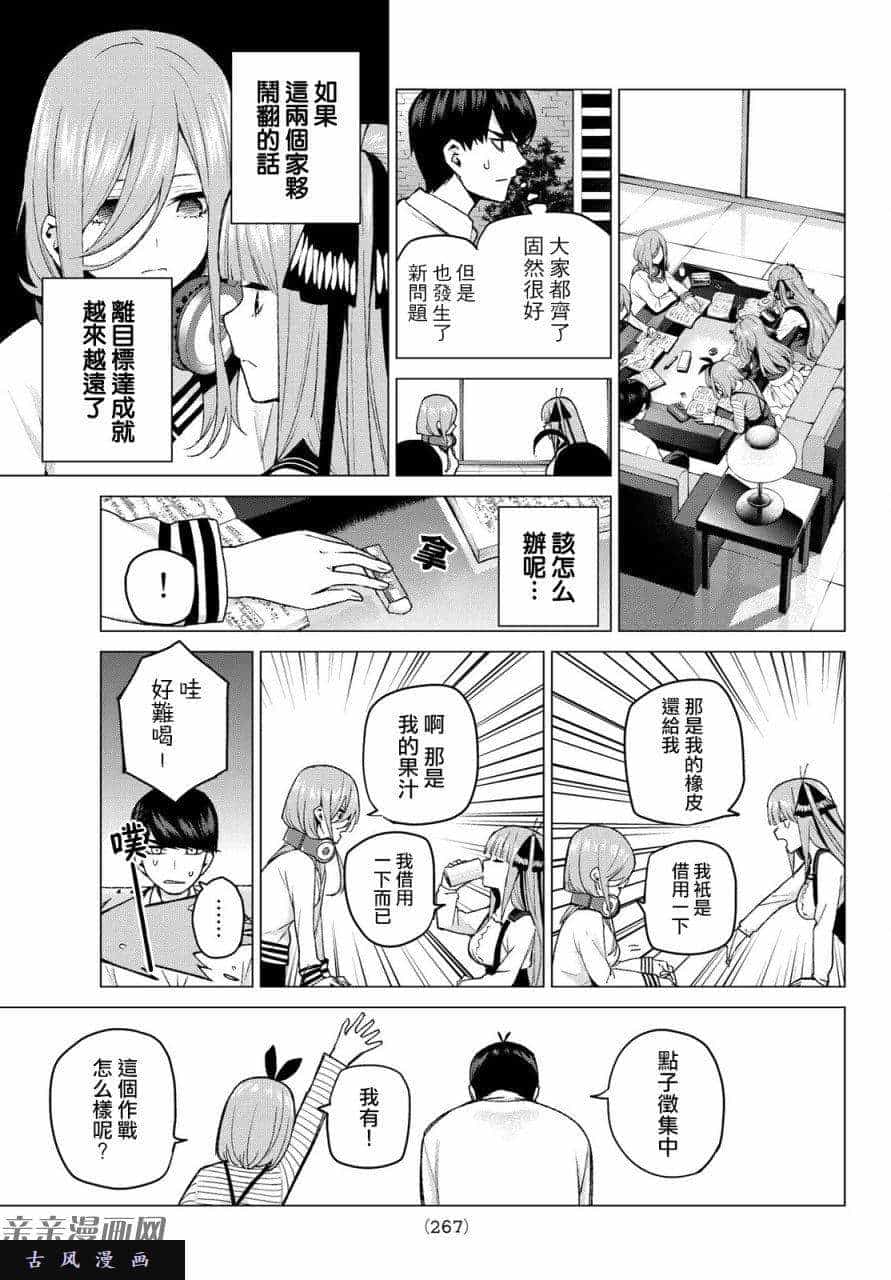 大家都齊了
固然很好
但是
也發生了
新問題
如果
這兩個家夥
鬧翻的話
離目標達成就
越來越遠了
該怎么
辦呢…
拿
！
那是我的橡皮
還給我
我衹是
借用一下
啊 那是
我的果汁
我借用
一下而已
哇
好難喝！
噗
……
點子徵集中
我有！
這個作戰
怎么樣呢？
(267)
亲亲漫画网
古风漫画